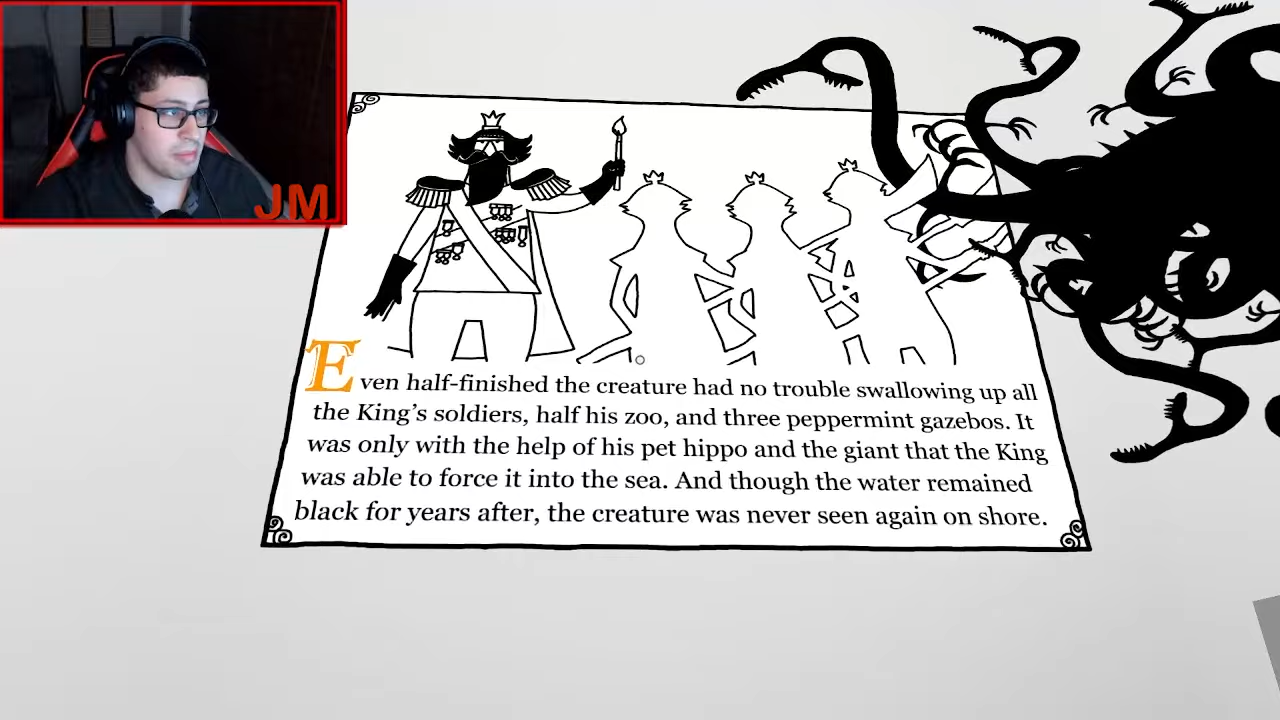 JM
Even half-finished the creature had no trouble swallowing up all
the King's soldiers, half his zoo, and three peppermint gazebos. It
was only with the help of his pet hippo and the giant that the King
was able to force it into the sea. And though the water remained
black for years after, the creature was never seen again on shore.